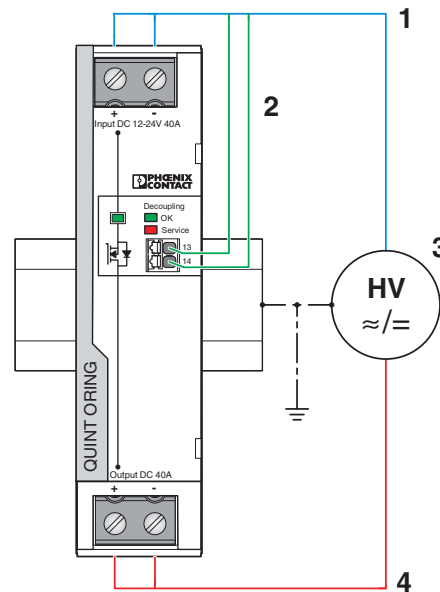 1
2
+ -
Input DC 12-24V 40A
PHŒNIX
CONTACT
Decoupling
OK
Service
13
14
3
HV
≈/=
QUINT ORING
Output DC 40A
+ -
4